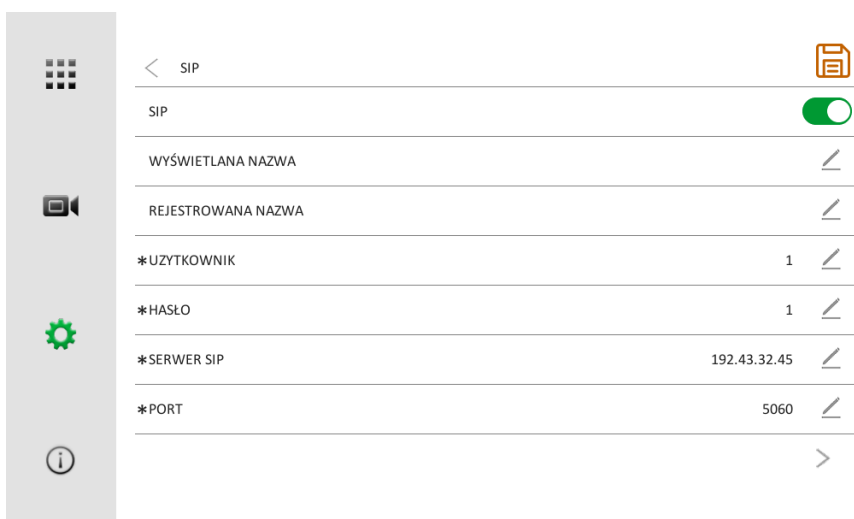 SIP
SIP
WYŚWIETLANA NAZWA
REJESTROWANA NAZWA
*UZYTKOWNIK 1
*HASŁO 1
*SERWER SIP 192.43.32.45
*PORT 5060